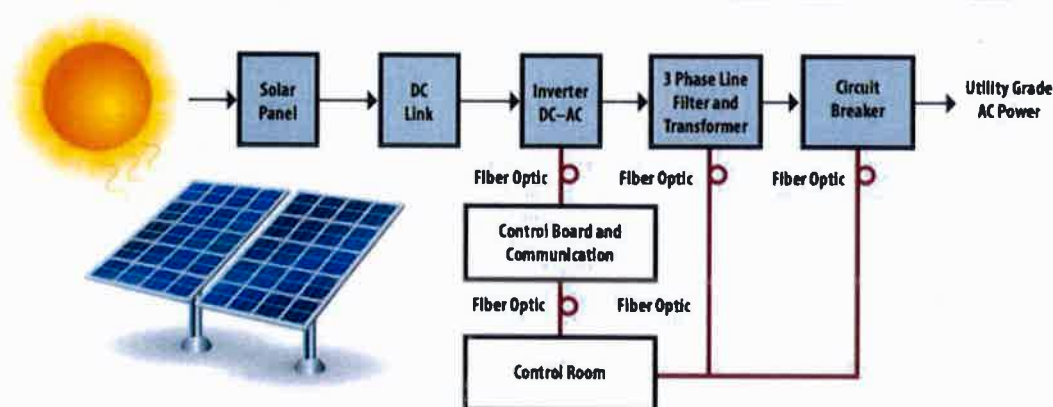 Solar
Panel
DC
Link
Inverter
DC–AC
3 Phase Line
Filter and
Transformer
Circuit
Breaker
Utility Grade
AC Power
Fiber Optic
Fiber Optic
Fiber Optic
Control Board and
Communication
Fiber Optic
Fiber Optic
Control Room